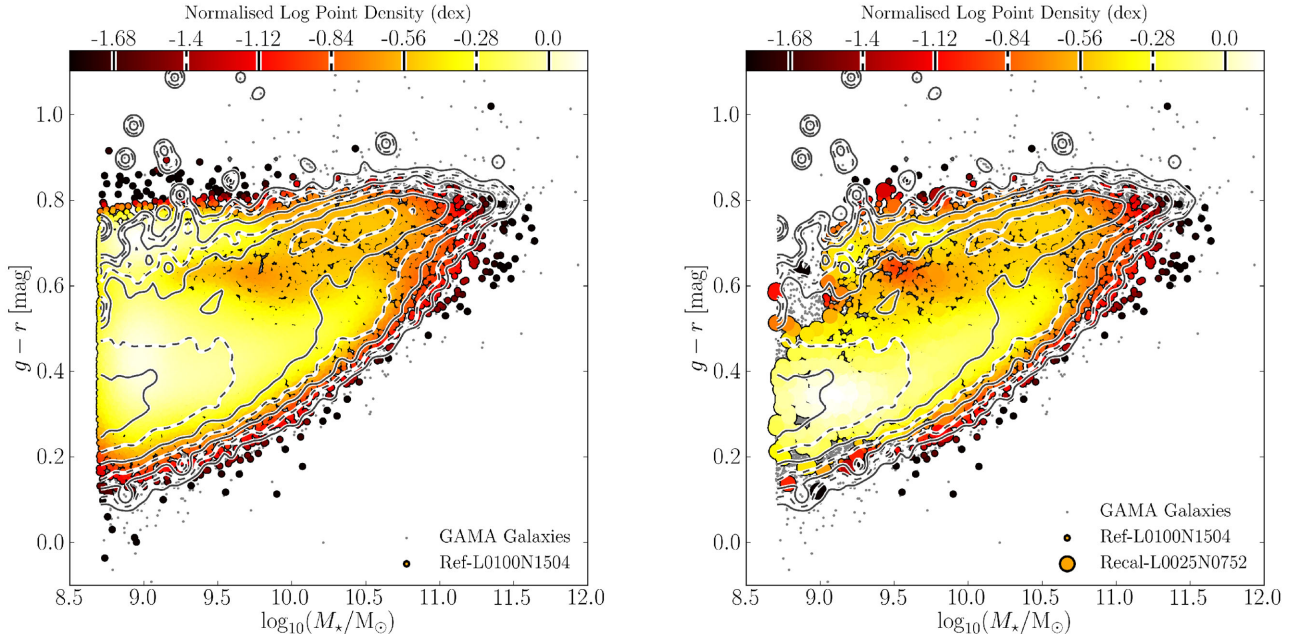 Normalised Log Point Density (dex)
-1.68 -1.4 -1.12 -0.84 -0.56 -0.28 0.0
1.0
0.8
0.6
0.4
0.2
0.0
g − r [mag]
GAMA Galaxies
Ref-L0100N1504
8.5 9.0 9.5 10.0 10.5 11.0 11.5 12.0
log₁₀(M⋆/M⊙)
Normalised Log Point Density (dex)
-1.68 -1.4 -1.12 -0.84 -0.56 -0.28 0.0
1.0
0.8
0.6
0.4
0.2
0.0
g − r [mag]
GAMA Galaxies
Ref-L0100N1504
Recal-L0025N0752
8.5 9.0 9.5 10.0 10.5 11.0 11.5 12.0
log₁₀(M⋆/M⊙)